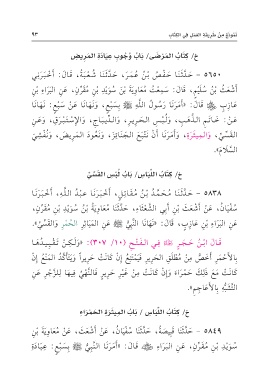 نموذج من طريقة العمل في الكتاب ٩٣
خ/ كتاب المَرْضَى/ بَابُ وُجُوبِ عِيَادَةِ المَرِيضِ
٥٦٥٠ - حَدَّثَنَا حَفْصُ بْنُ عُمَرَ، حَدَّثَنَا شُعْبَةُ، قَالَ: أَخْبَرَنِي
أَشْعَثُ بْنُ سُلَيْمٍ، قَالَ: سَمِعْتُ مُعَاوِيَةَ بْنَ سُوَيْدِ بْنِ مُقَرِّنٍ، عَنِ البَرَاءِ بْنِ
عَازِبٍ ﵄ قَالَ: «أَمَرَنَا رَسُولُ اللَّهِ ﷺ بِسَبْعٍ، وَنَهَانَا عَنْ سَبْعٍ: نَهَانَا
عَنْ: خَاتَمِ الذَّهَبِ، وَلُبْسِ الحَرِيرِ، وَالدِّيبَاجِ، وَالإِسْتَبْرَقِ، وَعَنِ
القَسِّيِّ، وَالمِيثَرَةِ، وَأَمَرَنَا أَنْ نَتْبَعَ الجَنَائِزَ، وَنَعُودَ المَرِيضَ، وَنُفْشِيَ
السَّلَامَ».
خ/ كِتَابُ اللِّبَاسِ/ بَابُ لُبْسِ القَسِّيِّ
٥٨٣٨ - حَدَّثَنَا مُحَمَّدُ بْنُ مُقَاتِلٍ، أَخْبَرَنَا عَبْدُ اللَّهِ، أَخْبَرَنَا
سُفْيَانُ، عَنْ أَشْعَثَ بْنِ أَبِي الشَّعْثَاءِ، حَدَّثَنَا مُعَاوِيَةُ بْنُ سُوَيْدِ بْنِ مُقَرِّنٍ،
عَنِ البَرَاءِ بْنِ عَازِبٍ، قَالَ: «نَهَانَا النَّبِيُّ ﷺ عَنِ المَيَاثِرِ الحُمْرِ وَالقَسِّيِّ».
قَالَ ابْنُ حَجَرٍ ﵀ فِي الفَتْحِ (١٠/ ٣٠٧): «وَلَكِنَّ تَقْيِيدَهَا
بِالأَحْمَرِ أَخَصُّ مِنْ مُطْلَقِ الحَرِيرِ فَيَمْتَنِعُ إِنْ كَانَتْ حَرِيراً وَيَتَأَكَّدُ المَنْعُ إِنْ
كَانَتْ مَعَ ذَلِكَ حَمْرَاءَ وَإِنْ كَانَتْ مِنْ غَيْرِ حَرِيرٍ فَالنَّهْيُ فِيهَا لِلزَّجْرِ عَنِ
التَّشَبُّهِ بِالأَعَاجِمِ».
خ/ كِتَابُ اللِّبَاسِ / بَابُ المِيثَرَةِ الحَمْرَاءِ
٥٨٤٩ - حَدَّثَنَا قَبِيصَةُ، حَدَّثَنَا سُفْيَانُ، عَنْ أَشْعَثَ، عَنْ مُعَاوِيَةَ بْنِ
سُوَيْدِ بْنِ مُقَرِّنٍ، عَنِ البَرَاءِ ﵁، قَالَ: «أَمَرَنَا النَّبِيُّ ﷺ بِسَبْعٍ: عِيَادَةِ